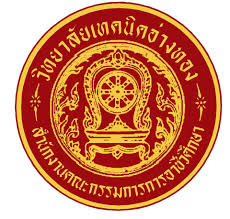 วิทยาลัยเทคนิคอ่างทอง
สำนักงานคณะกรรมการการอาชีวศึกษา